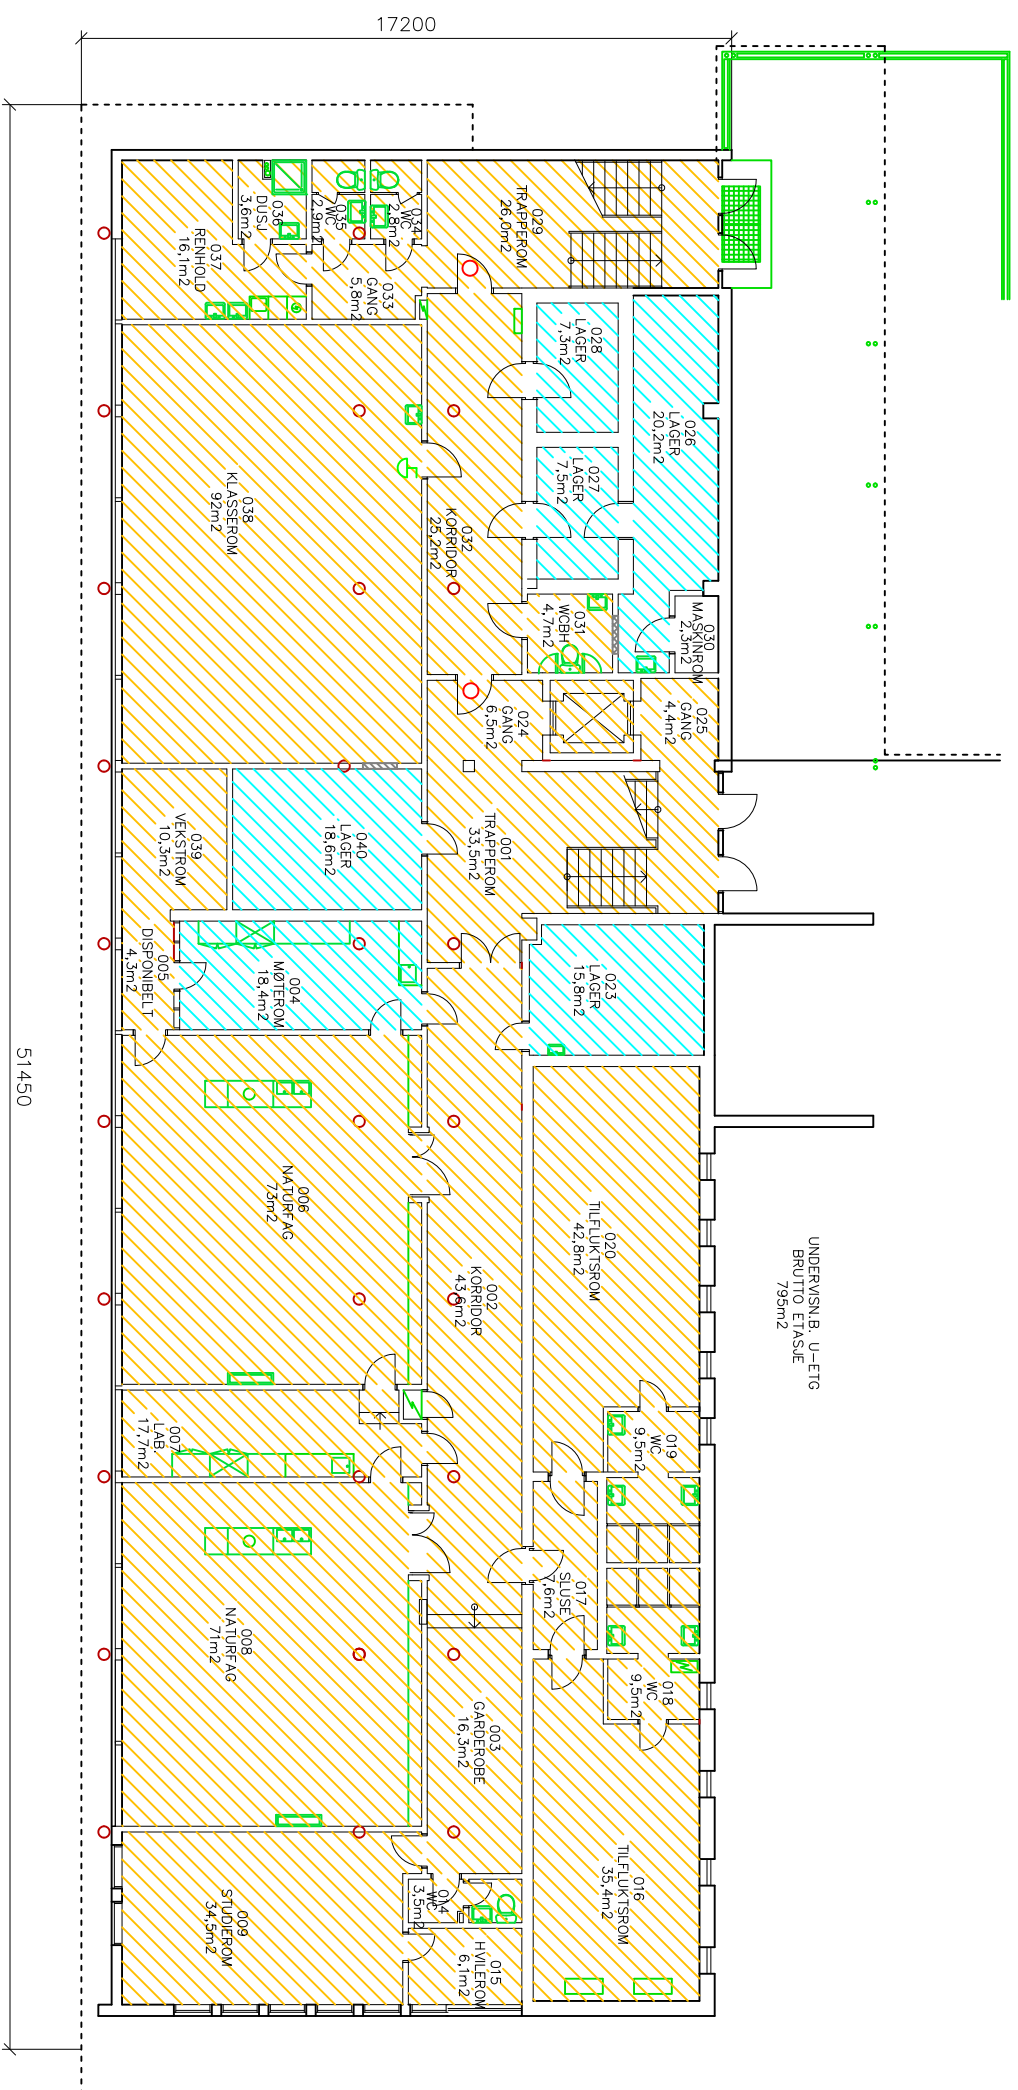 17200
51450
UNDERVISN.B. U-ETG
BRUTTO ETASJE
795m2
029
TRAPPEROM
26,0m2
034
WC
2,8m2
035
WC
2,9m2
036
DUSJ
3,6m2
037
RENHOLD
16,1m2
033
GANG
5,8m2
028
LAGER
7,3m2
026
LAGER
20,2m2
027
LAGER
7,5m2
032
KORRIDOR
25,2m2
038
KLASSEROM
92m2
031
WCBH
4,7m2
030
MASKINROM
2,3m2
025
GANG
4,4m2
024
GANG
6,5m2
001
TRAPPEROM
33,5m2
040
LAGER
18,6m2
039
VEKSTROM
10,3m2
005
DISPONIBELT
4,3m2
004
MØTEROM
18,4m2
023
LAGER
15,8m2
006
NATURFAG
73m2
020
TILFLUKTSROM
42,8m2
002
KORRIDOR
43,6m2
007
LAB.
17,7m2
019
WC
9,5m2
017
SLUSE
7,6m2
018
WC
9,5m2
008
NATURFAG
71m2
003
GARDEROBE
16,3m2
016
TILFLUKTSROM
35,4m2
014
WC
3,5m2
009
STUDIEROM
34,5m2
015
HVILEROM
6,1m2